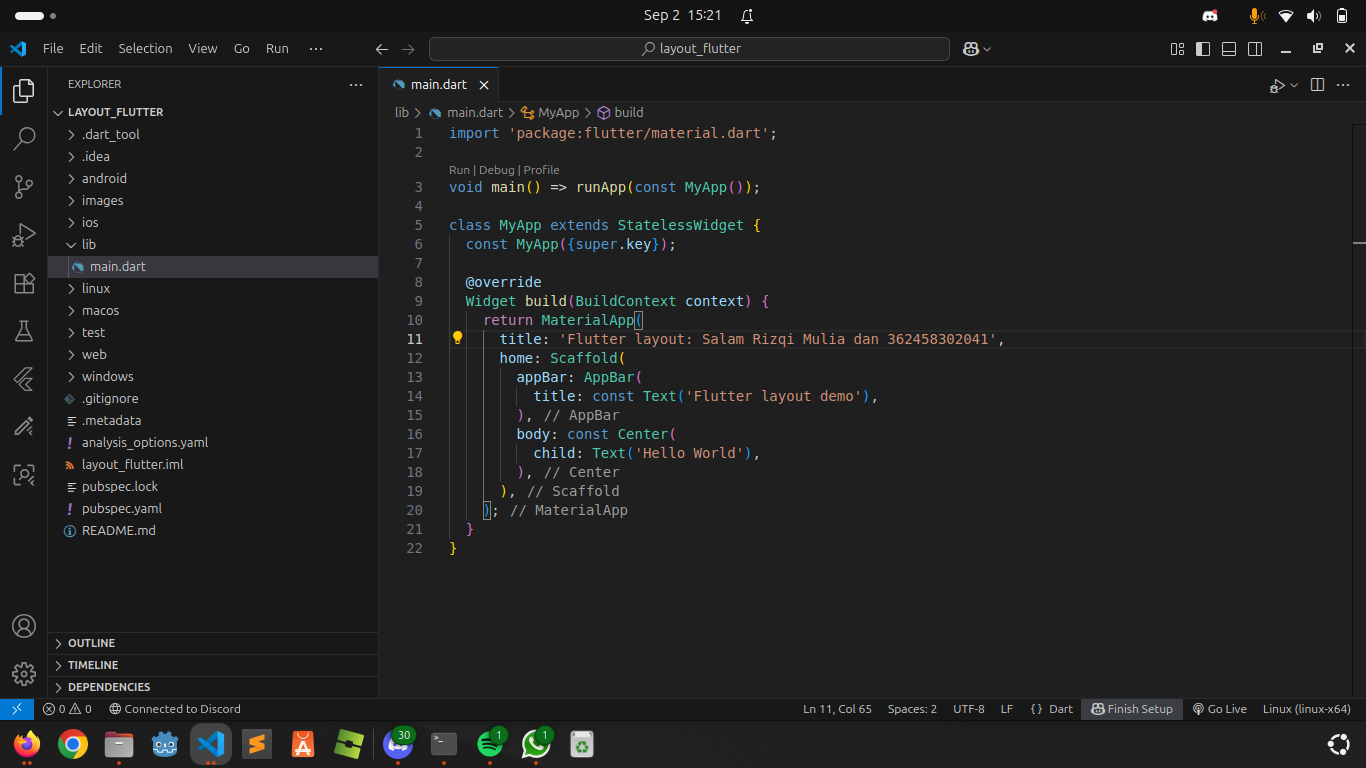 Sep 2 15:21
File Edit Selection View Go Run ···
layout_flutter
EXPLORER
main.dart
LAYOUT_FLUTTER
.dart_tool
.idea
android
images
ios
lib
main.dart
linux
macos
test
web
windows
.gitignore
.metadata
! analysis_options.yaml
layout_flutter.iml
pubspec.lock
! pubspec.yaml
README.md
OUTLINE
TIMELINE
DEPENDENCIES
lib > main.dart > MyApp > build
1 import 'package:flutter/material.dart';
2
Run | Debug | Profile
3 void main() => runApp(const MyApp());
4
5 class MyApp extends StatelessWidget {
6 const MyApp({super.key});
7
8 @override
9 Widget build(BuildContext context) {
10 return MaterialApp(
11 title: 'Flutter layout: Salam Rizqi Mulia dan 362458302041',
12 home: Scaffold(
13 appBar: AppBar(
14 title: const Text('Flutter layout demo'),
15 ), // AppBar
16 body: const Center(
17 child: Text('Hello World'),
18 ), // Center
19 ), // Scaffold
20 ); // MaterialApp
21 }
22 }
0 0 Connected to Discord
Ln 11, Col 65 Spaces: 2 UTF-8 LF {} Dart Finish Setup Go Live Linux (linux-x64)
30 1 1